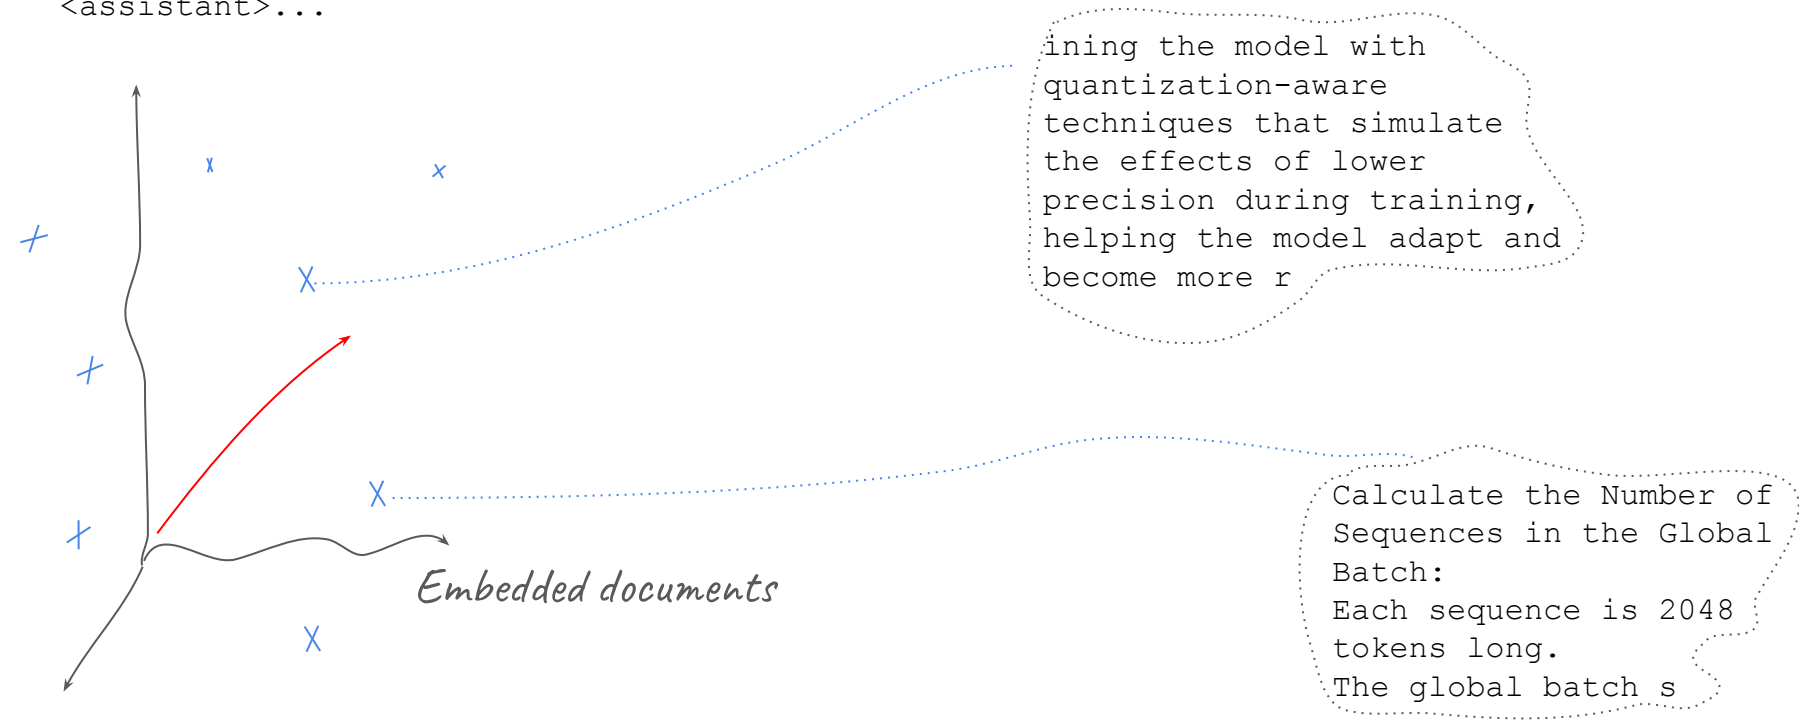 <assistant>...
ining the model with
quantization-aware
techniques that simulate
the effects of lower
precision during training,
helping the model adapt and
become more r
Calculate the Number of
Sequences in the Global
Batch:
Each sequence is 2048
tokens long.
The global batch s
Embedded documents